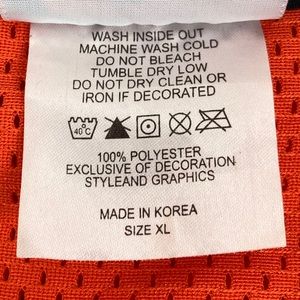 WASH INSIDE OUT
MACHINE WASH COLD
DO NOT BLEACH
TUMBLE DRY LOW
DO NOT DRY CLEAN OR
IRON IF DECORATED
40°C
100% POLYESTER
EXCLUSIVE OF DECORATION
STYLEAND GRAPHICS
MADE IN KOREA
SIZE XL